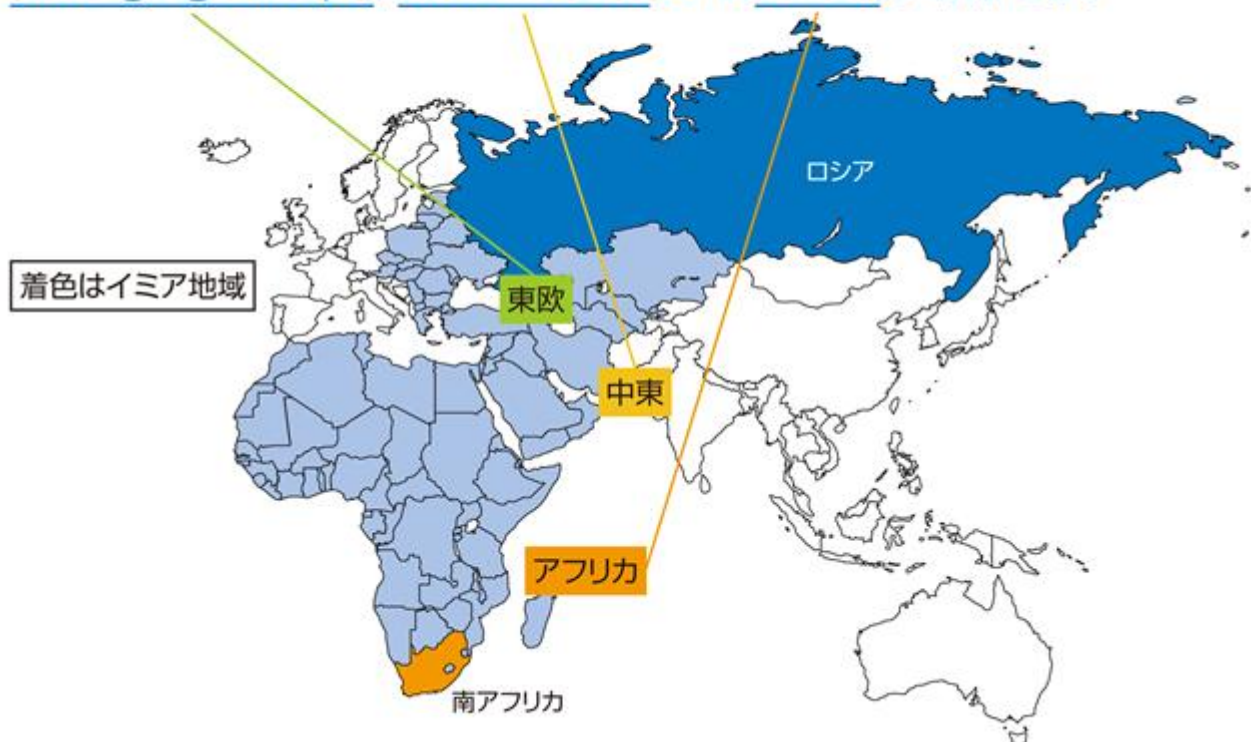 ロシア
着色はイミア地域
東欧
中東
アフリカ
南アフリカ